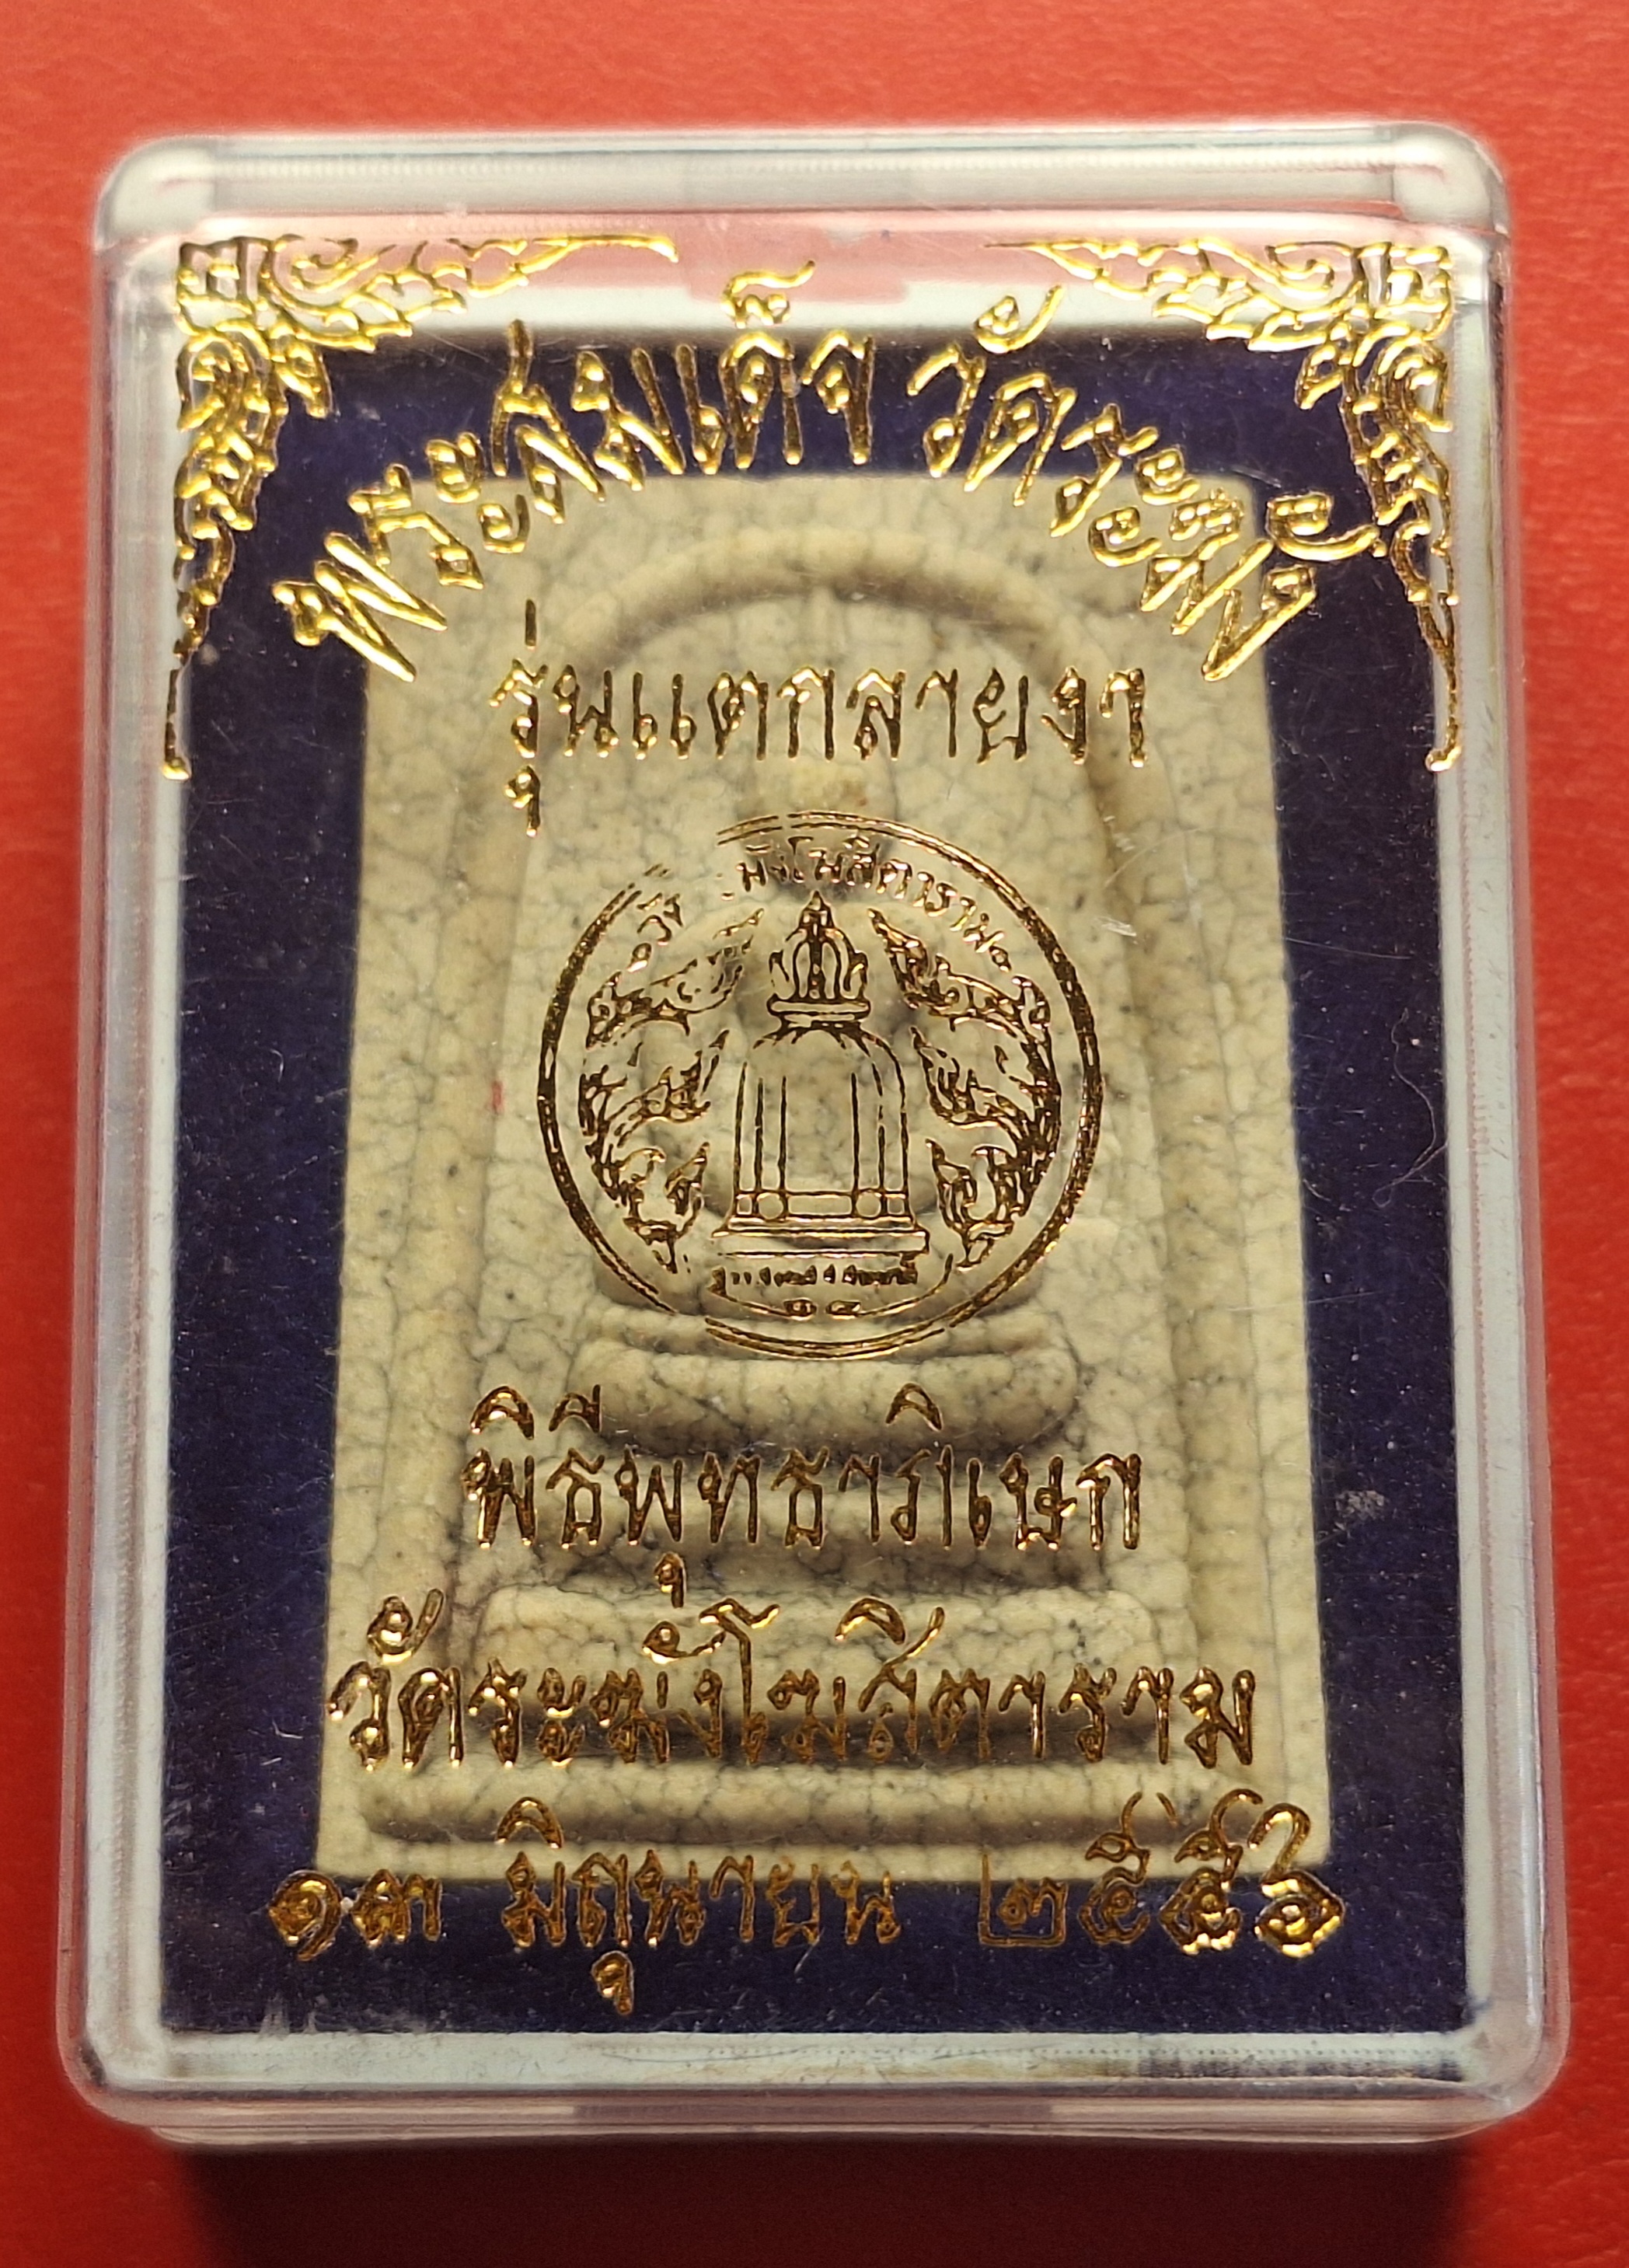 พระสมเด็จ วัดระฆัง
รุ่นแตกลายงา
พิธีพุทธาภิเษก
วัดระฆังโฆสิตาราม
๑๓ มิถุนายน ๒๕๕๖